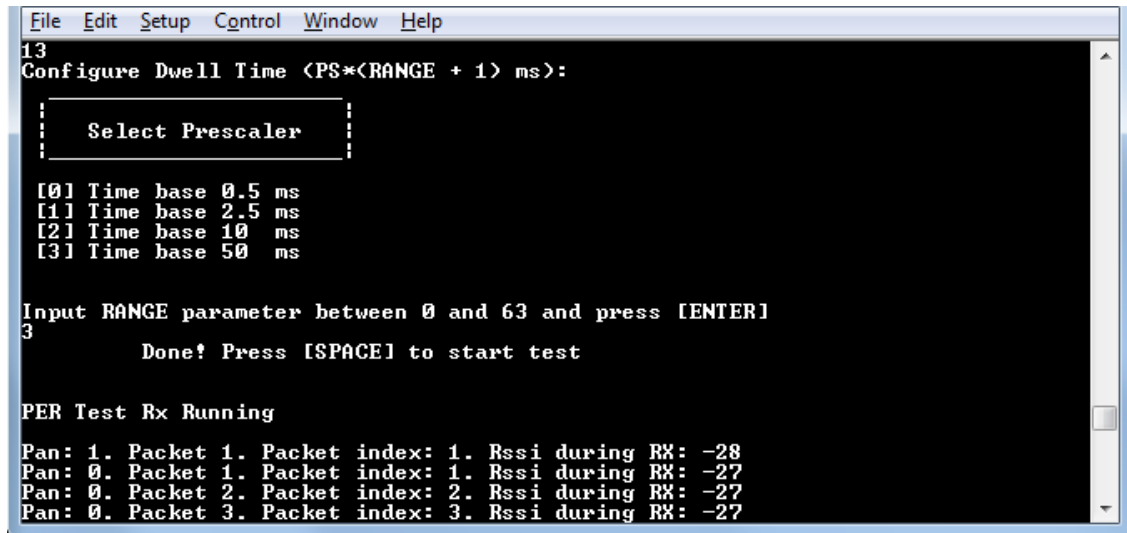 File Edit Setup Control Window Help
13
Configure Dwell Time (PS*(RANGE + 1) ms):
Select Prescaler
[0] Time base 0.5 ms
[1] Time base 2.5 ms
[2] Time base 10 ms
[3] Time base 50 ms
Input RANGE parameter between 0 and 63 and press [ENTER]
3
Done! Press [SPACE] to start test
PER Test Rx Running
Pan: 1. Packet 1. Packet index: 1. Rssi during RX: -28
Pan: 0. Packet 1. Packet index: 1. Rssi during RX: -27
Pan: 0. Packet 2. Packet index: 2. Rssi during RX: -27
Pan: 0. Packet 3. Packet index: 3. Rssi during RX: -27